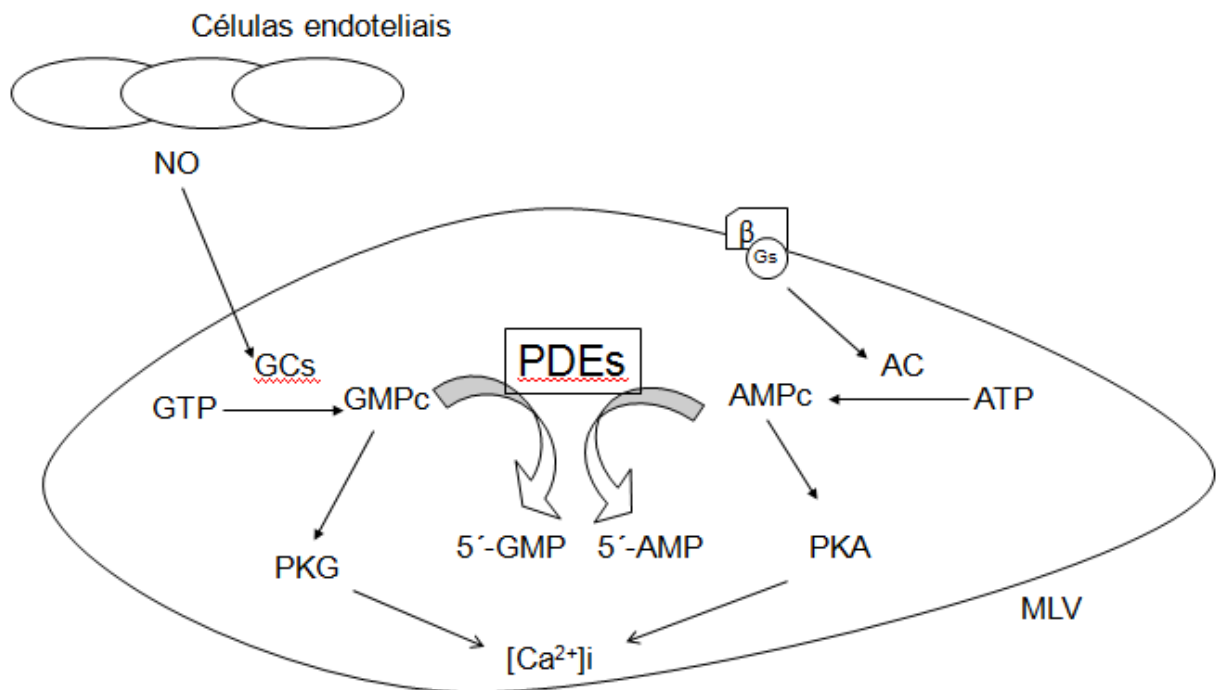 Células endoteliais
NO
β
Gs
GCs
PDEs
AC
GTP
GMPc
AMPc
ATP
5´-GMP
5´-AMP
PKG
PKA
MLV
[Ca²⁺]i